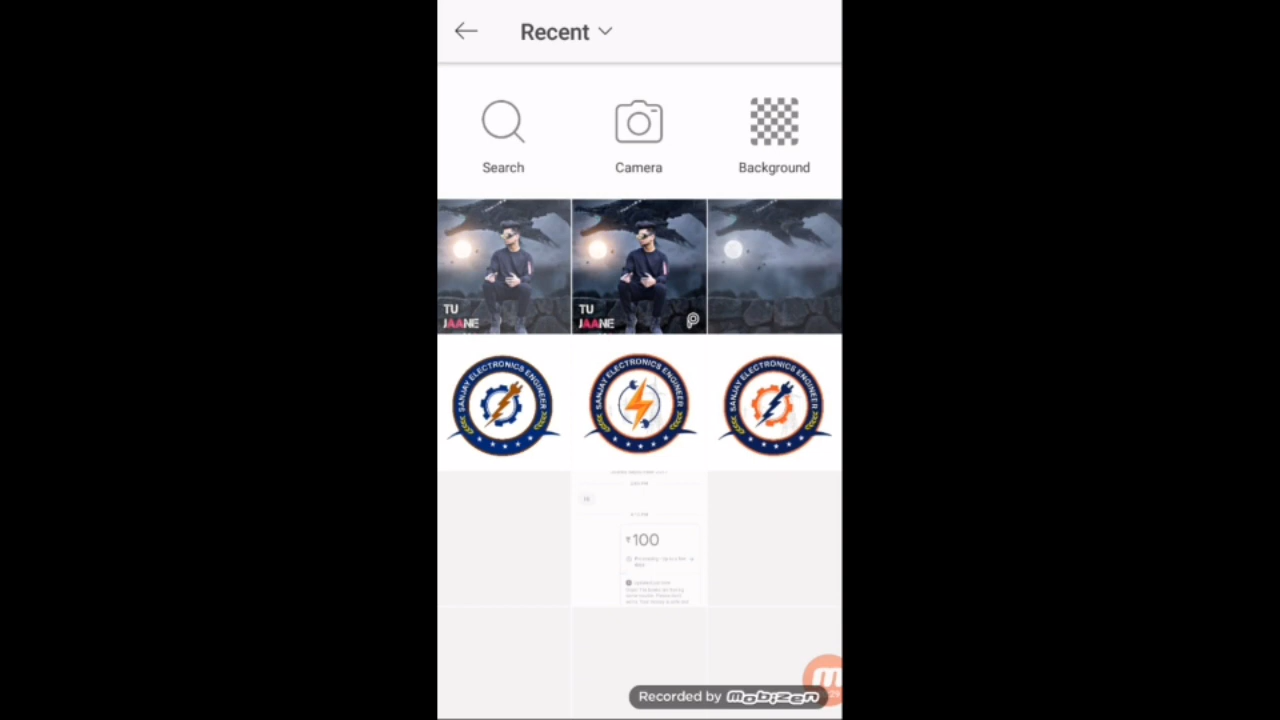 Recent
Search Camera Background
TU
JAANE
TU
JAANE
SANJAY ELECTRONICS ENGINEER
SANJAY ELECTRONICS ENGINEER
SANJAY ELECTRONICS ENGINEER
₹100
Recorded by Mobizen